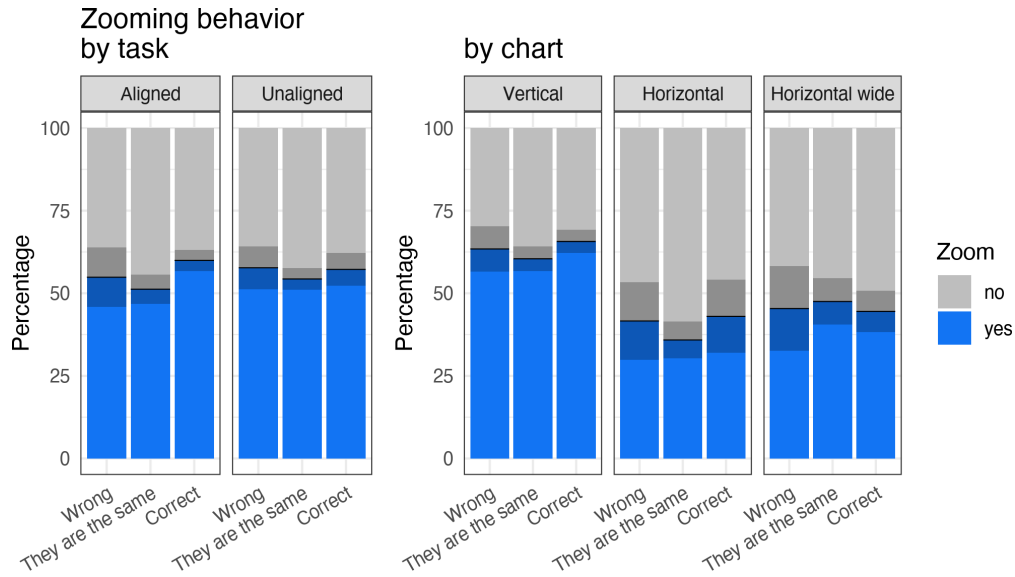 Zooming behavior
by task
by chart
Aligned
Unaligned
Vertical
Horizontal
Horizontal wide
Percentage
100
75
50
25
0
Wrong
They are the same
Correct
Wrong
They are the same
Correct
Percentage
100
75
50
25
0
Wrong
They are the same
Correct
Wrong
They are the same
Correct
Wrong
They are the same
Correct
Zoom
no
yes